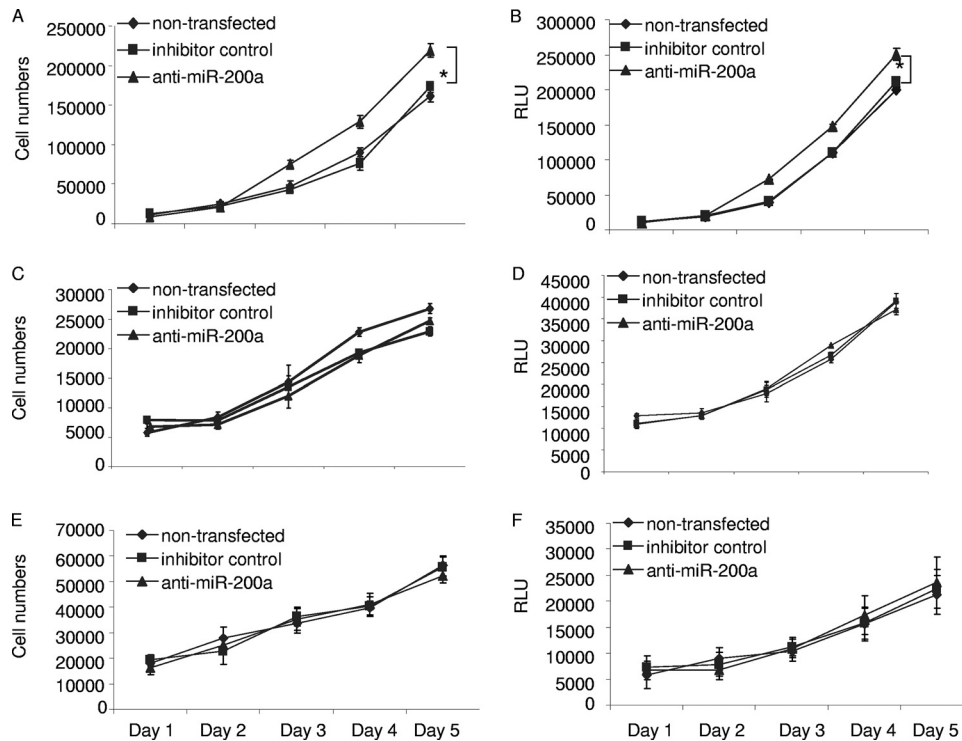 A
non-transfected
inhibitor control
anti-miR-200a
Cell numbers
250000
200000
150000
100000
50000
0
*
B
non-transfected
inhibitor control
anti-miR-200a
RLU
300000
250000
200000
150000
100000
50000
0
*
C
non-transfected
inhibitor control
anti-miR-200a
Cell numbers
30000
25000
20000
15000
10000
5000
0
D
non-transfected
inhibitor control
anti-miR-200a
RLU
45000
40000
35000
30000
20000
15000
10000
5000
0
E
non-transfected
inhibitor control
anti-miR-200a
Cell numbers
70000
60000
50000
40000
30000
20000
10000
0
Day 1 Day 2 Day 3 Day 4 Day 5
F
non-transfected
inhibitor control
anti-miR-200a
RLU
35000
30000
25000
20000
15000
10000
5000
0
Day 1 Day 2 Day 3 Day 4 Day 5